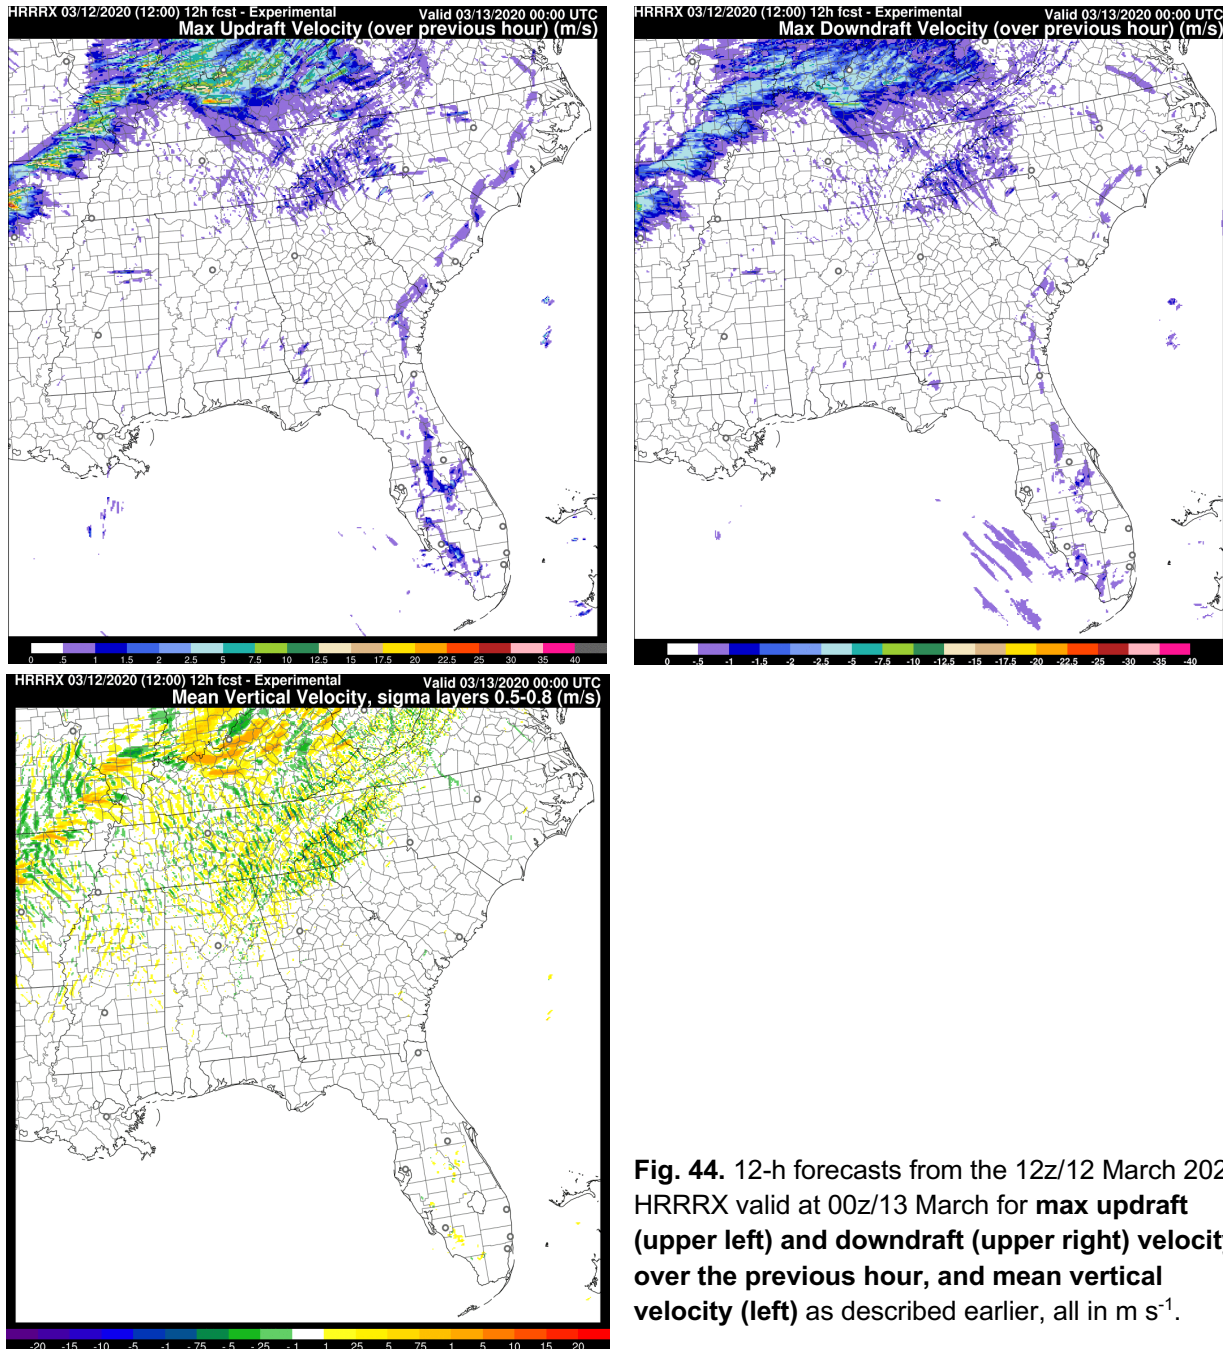 HRRRX 03/12/2020 (12:00) 12h fcst - Experimental Valid 03/13/2020 00:00 UTC
Max Updraft Velocity (over previous hour) (m/s)
0 .5 1 1.5 2 2.5 5 7.5 10 12.5 15 17.5 20 22.5 25 30 35 40
HRRRX 03/12/2020 (12:00) 12h fcst - Experimental Valid 03/13/2020 00:00 UTC
Max Downdraft Velocity (over previous hour) (m/s)
0 -.5 -1 -1.5 -2 -2.5 -5 -7.5 -10 -12.5 -15 -17.5 -20 -22.5 -25 -30 -35 -40
HRRRX 03/12/2020 (12:00) 12h fcst - Experimental Valid 03/13/2020 00:00 UTC
Mean Vertical Velocity, sigma layers 0.5-0.8 (m/s)
-20 -15 -10 -5 -1 -.75 -.5 -.25 -.1 .1 .25 .5 .75 1 5 10 15 20
Fig. 44. 12-h forecasts from the 12z/12 March 202
HRRRX valid at 00z/13 March for max updraft
(upper left) and downdraft (upper right) velocity
over the previous hour, and mean vertical
velocity (left) as described earlier, all in m s-1.